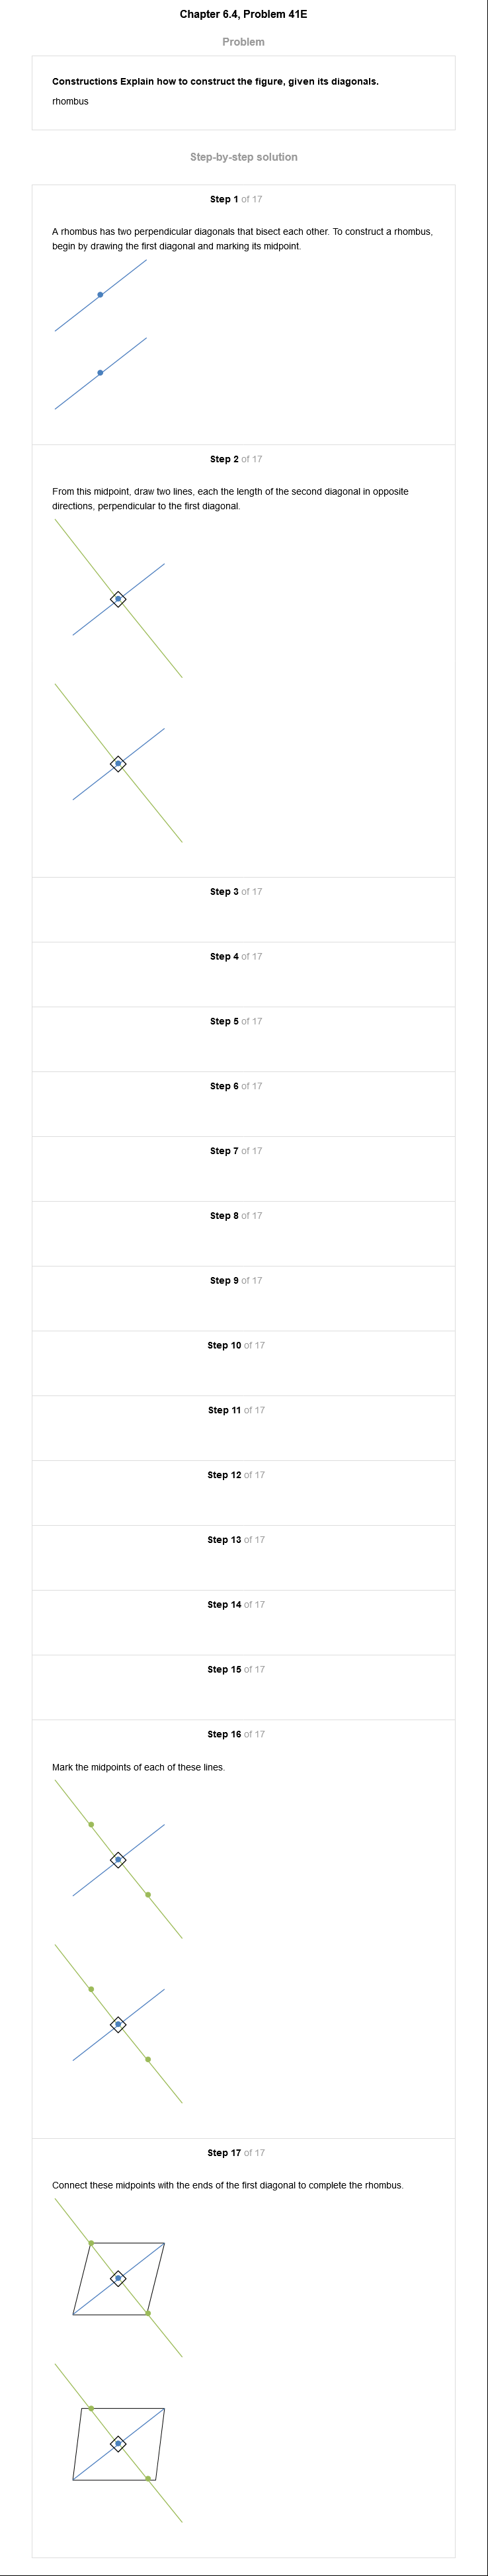 Chapter 6.4, Problem 41E
Problem
Constructions Explain how to construct the figure, given its diagonals.
rhombus
Step-by-step solution
Step 1 of 17
A rhombus has two perpendicular diagonals that bisect each other. To construct a rhombus,
begin by drawing the first diagonal and marking its midpoint.
Step 2 of 17
From this midpoint, draw two lines, each the length of the second diagonal in opposite
directions, perpendicular to the first diagonal.
Step 3 of 17
Step 4 of 17
Step 5 of 17
Step 6 of 17
Step 7 of 17
Step 8 of 17
Step 9 of 17
Step 10 of 17
Step 11 of 17
Step 12 of 17
Step 13 of 17
Step 14 of 17
Step 15 of 17
Step 16 of 17
Mark the midpoints of each of these lines.
Step 17 of 17
Connect these midpoints with the ends of the first diagonal to complete the rhombus.